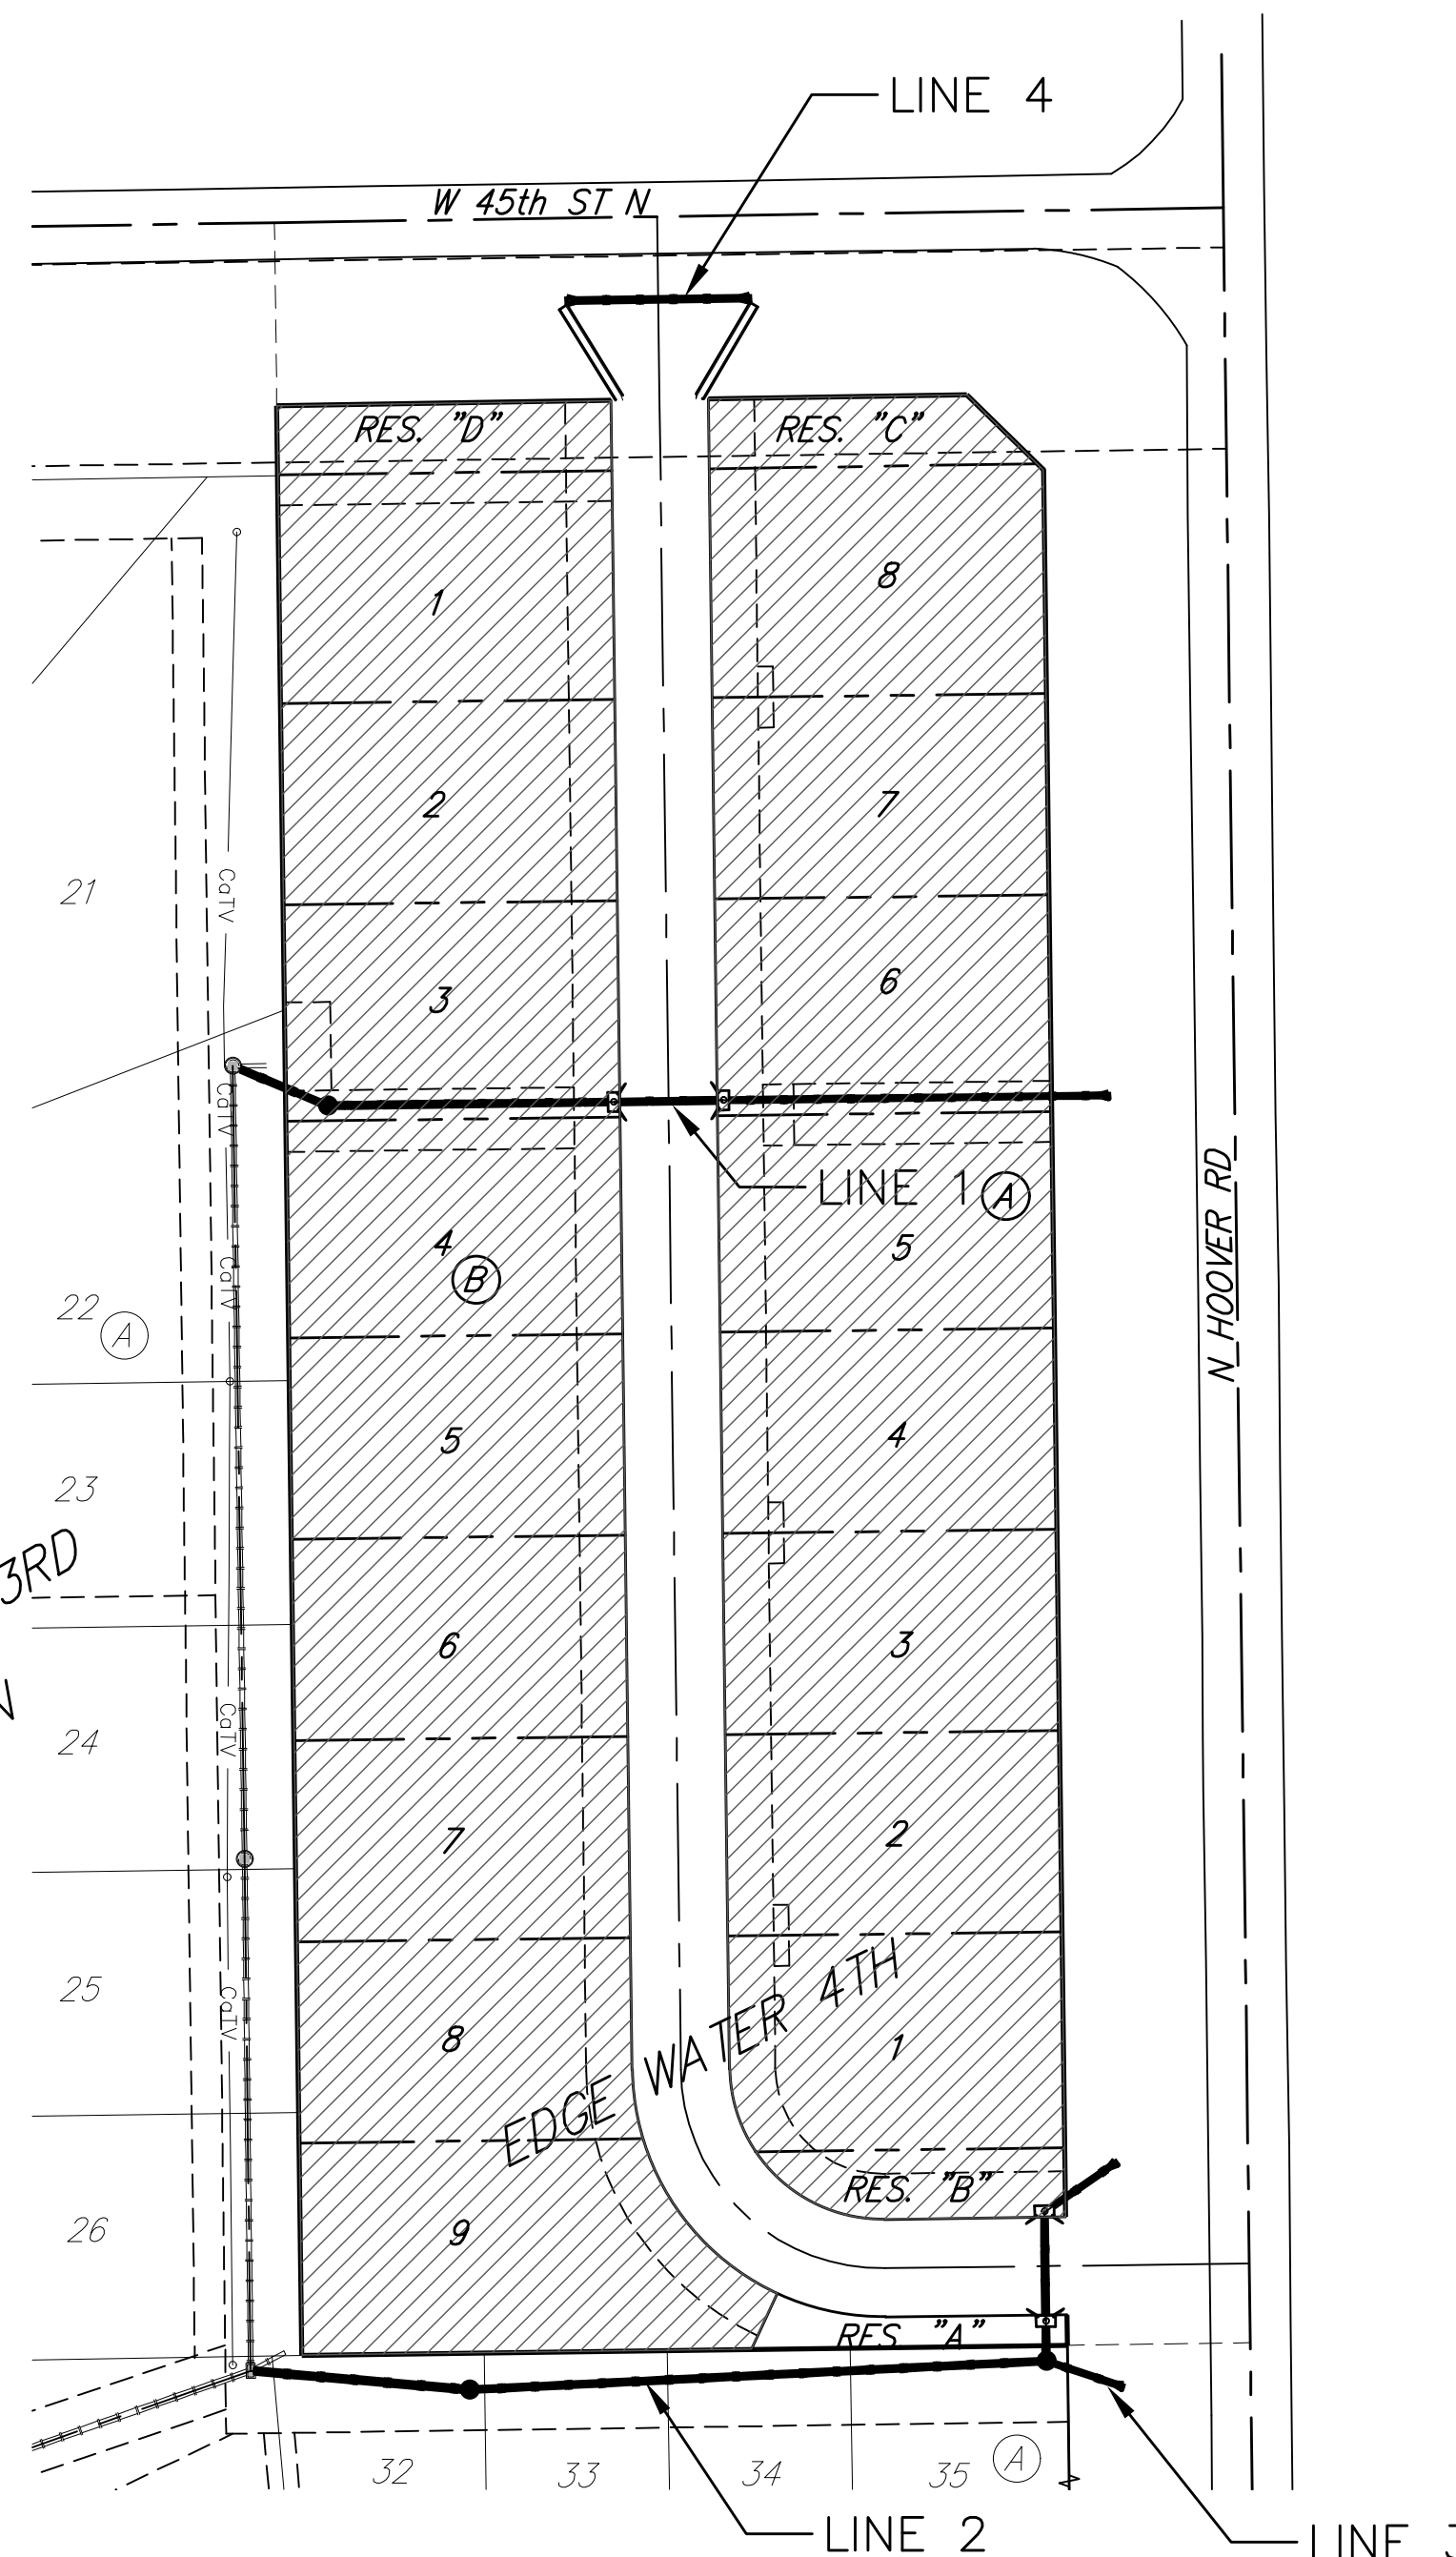 LINE 4
W 45th ST N
RES. "D"
RES. "C"
1
8
2
7
21
CaTV
3
6
CaTV
LINE 1
A
N HOOVER RD
4
B
5
CaTV
22
A
5
4
23
3RD
6
3
24
CaTV
7
2
25
CaTV
EDGE WATER 4TH
8
1
RES. "B"
26
9
RES. "A"
32
33
34
35
A
LINE 2
LINE